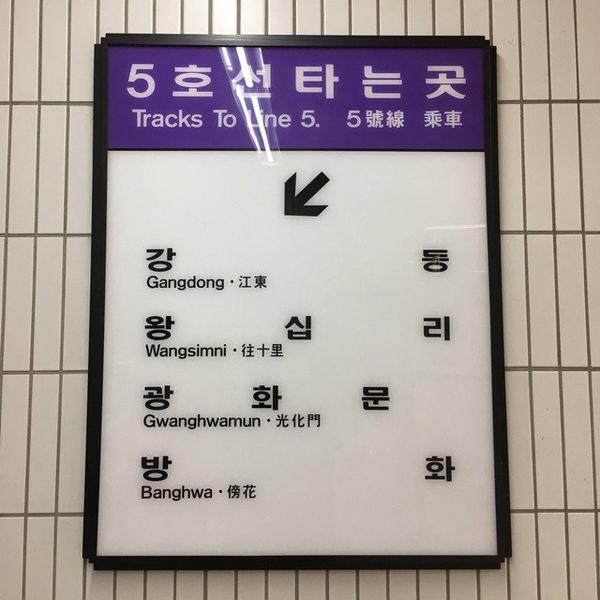 5호선 타는 곳
Tracks To Line 5. 5號線 乘車
강동
Gangdong·江東
왕십리
Wangsimni·往十里
광화문
Gwanghwamun·光化門
방화
Banghwa·傍花